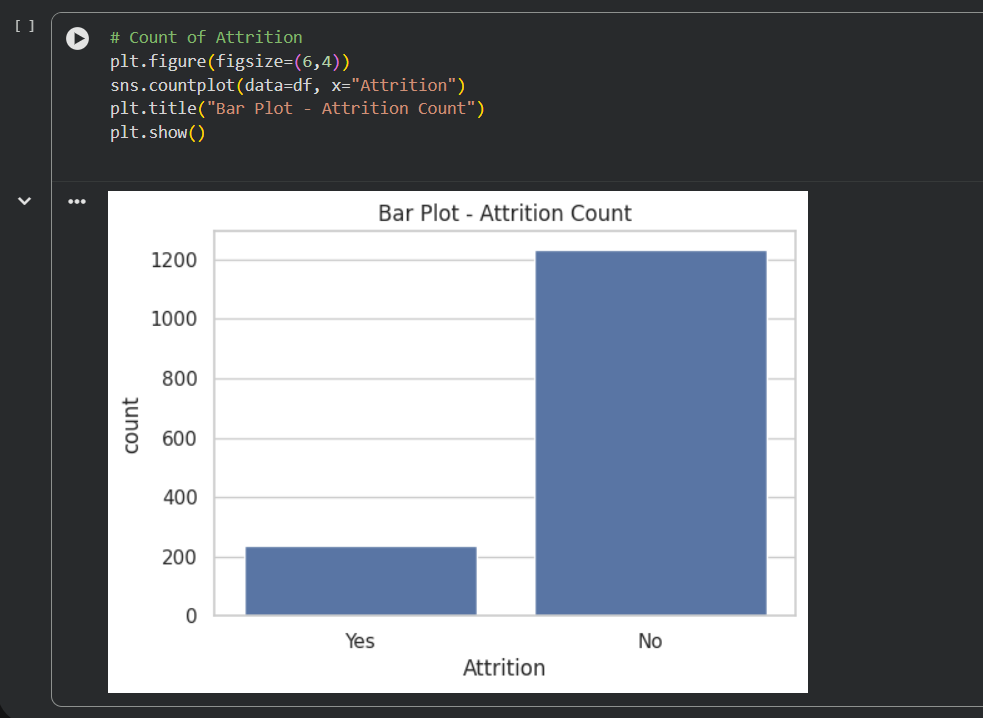 [ ]
# Count of Attrition
plt.figure(figsize=(6,4))
sns.countplot(data=df, x="Attrition")
plt.title("Bar Plot - Attrition Count")
plt.show()
Bar Plot - Attrition Count
1200
1000
800
600
400
200
0
count
Yes No
Attrition